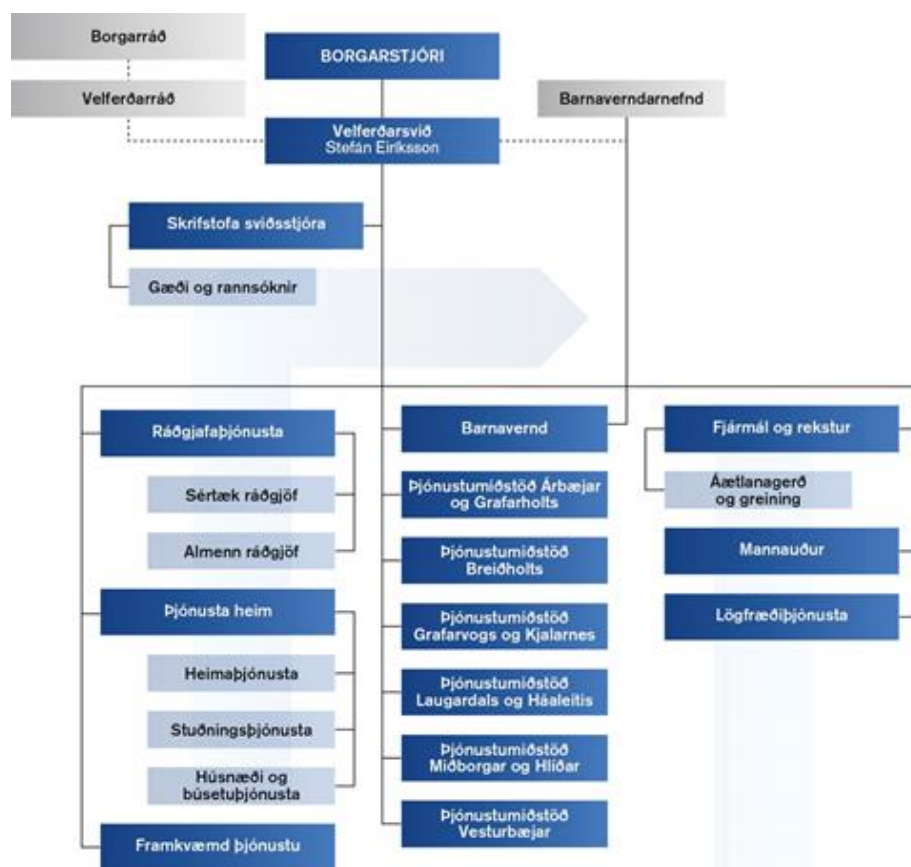 Borgarráð
BORGARSTJÓRI
Velferðarráð
Barnaverndarnefnd
Velferðarsvið
Stefán Eiríksson
Skrifstofa sviðsstjóra
Gæði og rannsóknir
Ráðgjafaþjónusta
Sértæk ráðgjöf
Almenn ráðgjöf
Þjónusta heim
Heimaþjónusta
Stuðningsþjónusta
Húsnæði og
búsetuþjónusta
Framkvæmd þjónustu
Barnavernd
Þjónustumiðstöð Árbæjar
og Grafarholts
Þjónustumiðstöð
Breiðholts
Þjónustumiðstöð
Grafarvogs og Kjalarnes
Þjónustumiðstöð
Laugardals og Háaleitis
Þjónustumiðstöð
Miðborgar og Hlíðar
Þjónustumiðstöð
Vesturbæjar
Fjármál og rekstur
Áætlanagerð
og greining
Mannauður
Lögfræðiþjónusta